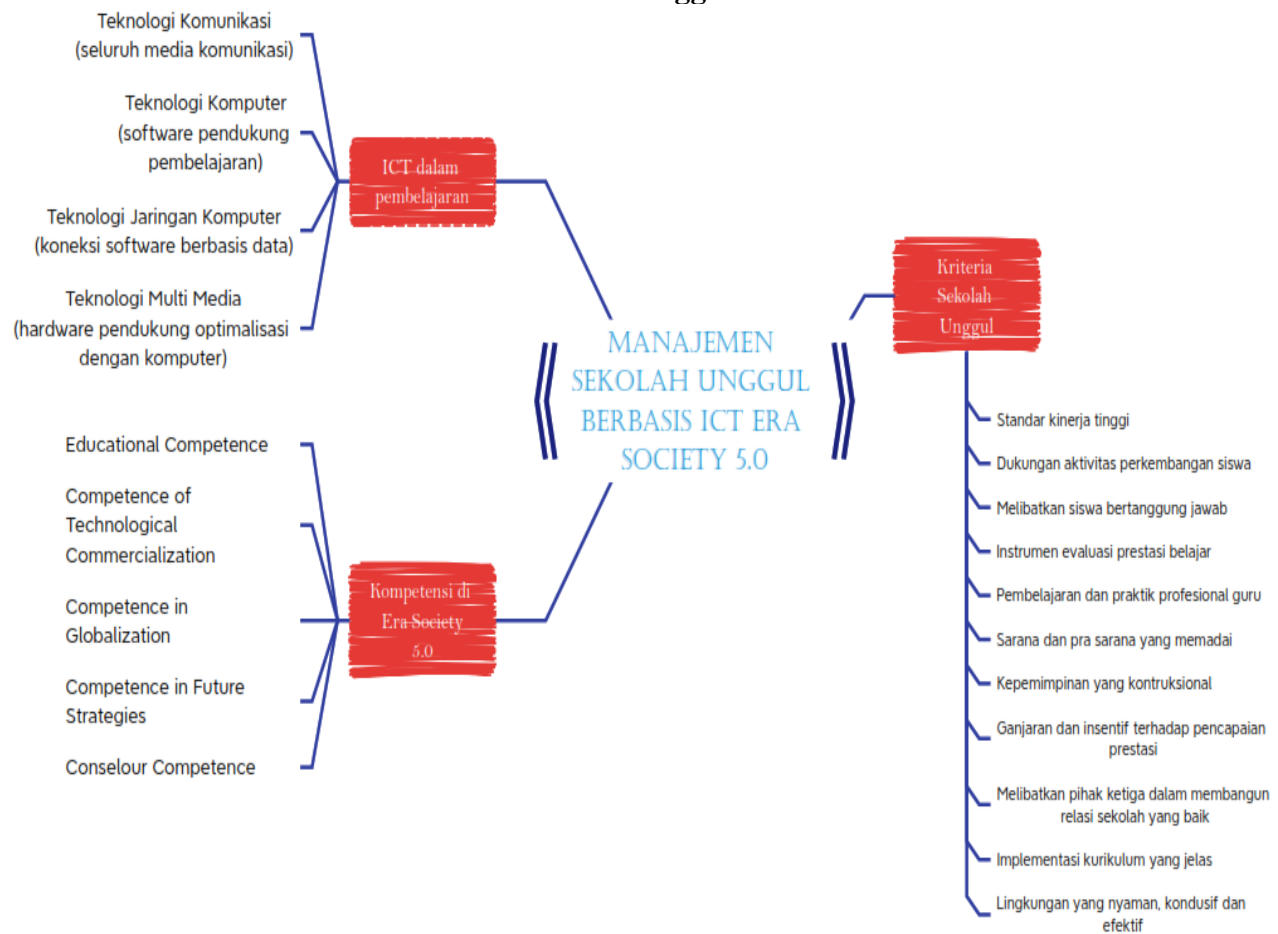 Teknologi Komunikasi
(seluruh media komunikasi)
Teknologi Komputer
(software pendukung
pembelajaran)
Teknologi Jaringan Komputer
(koneksi software berbasis data)
Teknologi Multi Media
(hardware pendukung optimalisasi
dengan komputer)
ICT dalam
pembelajaran
Educational Competence
Competence of
Technological
Commercialization
Competence in
Globalization
Competence in Future
Strategies
Conselour Competence
Kompetensi di
Era Society
5.0
MANAJEMEN
SEKOLAH UNGGUL
BERBASIS ICT ERA
SOCIETY 5.0
Kriteria
Sekolah
Unggul
Standar kinerja tinggi
Dukungan aktivitas perkembangan siswa
Melibatkan siswa bertanggung jawab
Instrumen evaluasi prestasi belajar
Pembelajaran dan praktik profesional guru
Sarana dan pra sarana yang memadai
Kepemimpinan yang kontruksional
Ganjaran dan insentif terhadap pencapaian
prestasi
Melibatkan pihak ketiga dalam membangun
relasi sekolah yang baik
Implementasi kurikulum yang jelas
Lingkungan yang nyaman, kondusif dan
efektif